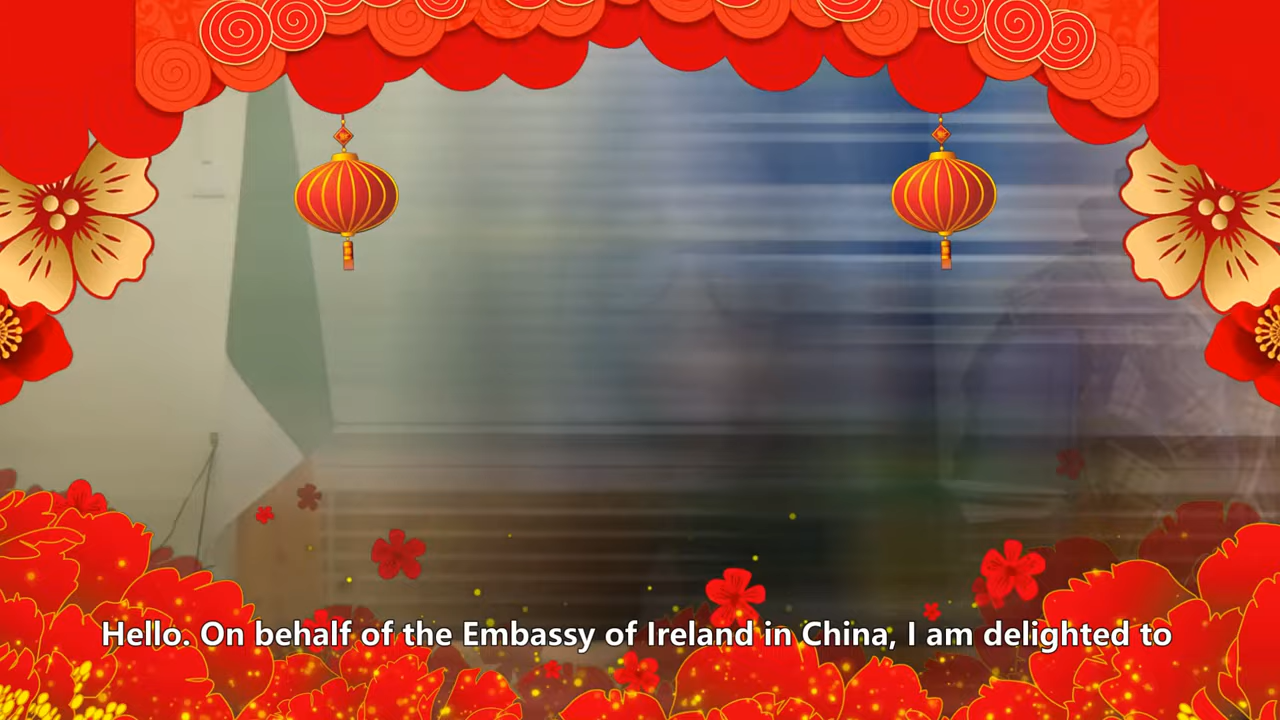 Hello. On behalf of the Embassy of Ireland in China, I am delighted to